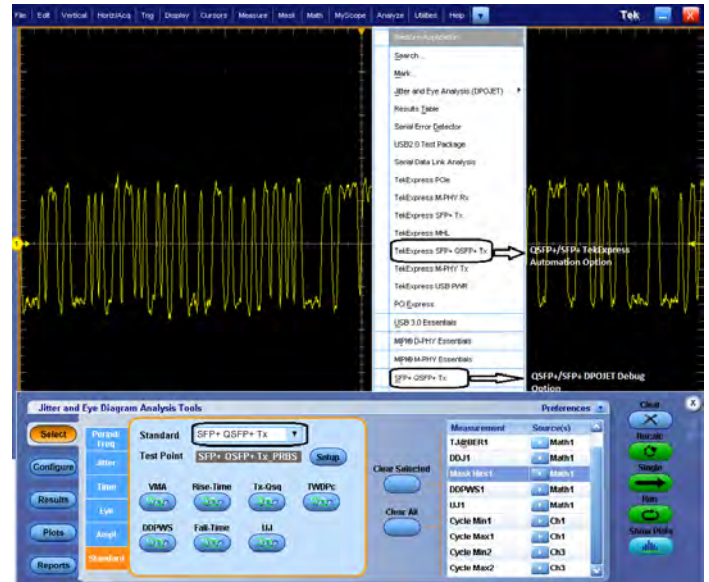 File Edit Vertical Horiz/Acq Trig Display Cursors Measure Mask Math MyScope Analyze Utilities Help Tek
Search...
Mark...
Jitter and Eye Analysis (DPOJET)
Results Table
Serial Error Detector
USB2.0 Test Package
Serial Data Link Analysis
TekExpress PCIe
TekExpress M-PHY Rx
TekExpress SFP+ Tx
TekExpress MHL
TekExpress SFP+ QSFP+ Tx
QSFP+/SFP+ TekExpress
Automation Option
TekExpress M-PHY Tx
TekExpress USB PWR
PCI Express
USB 3.0 Essentials
MIPI® D-PHY Essentials
MIPI® M-PHY Essentials
SFP+ QSFP+ Tx
QSFP+/SFP+ DPOJET Debug
Option
1
Jitter and Eye Diagram Analysis Tools
Preferences
Select
Configure
Results
Plots
Reports
Period/
Freq
Jitter
Time
Eye
Ampl
Standard
Standard SFP+ QSFP+ Tx
Test Point SFP+ QSFP+ Tx_PRBS Setup
VMA Rise-Time Tx-Qsq TWDPc
DDPWS Fall-Time UJ
Clear Selected
Clear All
Measurement Source(s)
TJ@BER1 Math1
DDJ1 Math1
Mask Hits1 Math1
DDPWS1 Math1
UJ1 Math1
Cycle Min1 Ch1
Cycle Max1 Ch1
Cycle Min2 Ch3
Cycle Max2 Ch3
Clear
Recalc
Single
Run
Show Plots